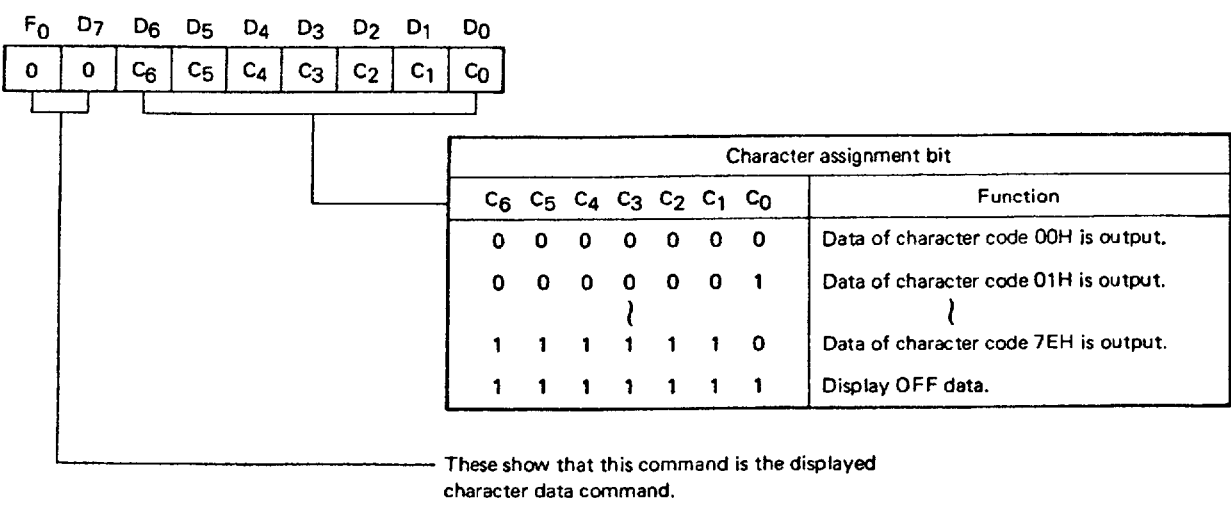 F0 D7 D6 D5 D4 D3 D2 D1 D0
0 0 C6 C5 C4 C3 C2 C1 C0
Character assignment bit
C6 C5 C4 C3 C2 C1 C0 Function
0 0 0 0 0 0 0 Data of character code 00H is output.
0 0 0 0 0 0 1 Data of character code 01H is output.
≀ ≀
1 1 1 1 1 1 0 Data of character code 7EH is output.
1 1 1 1 1 1 1 Display OFF data.
These show that this command is the displayed
character data command.